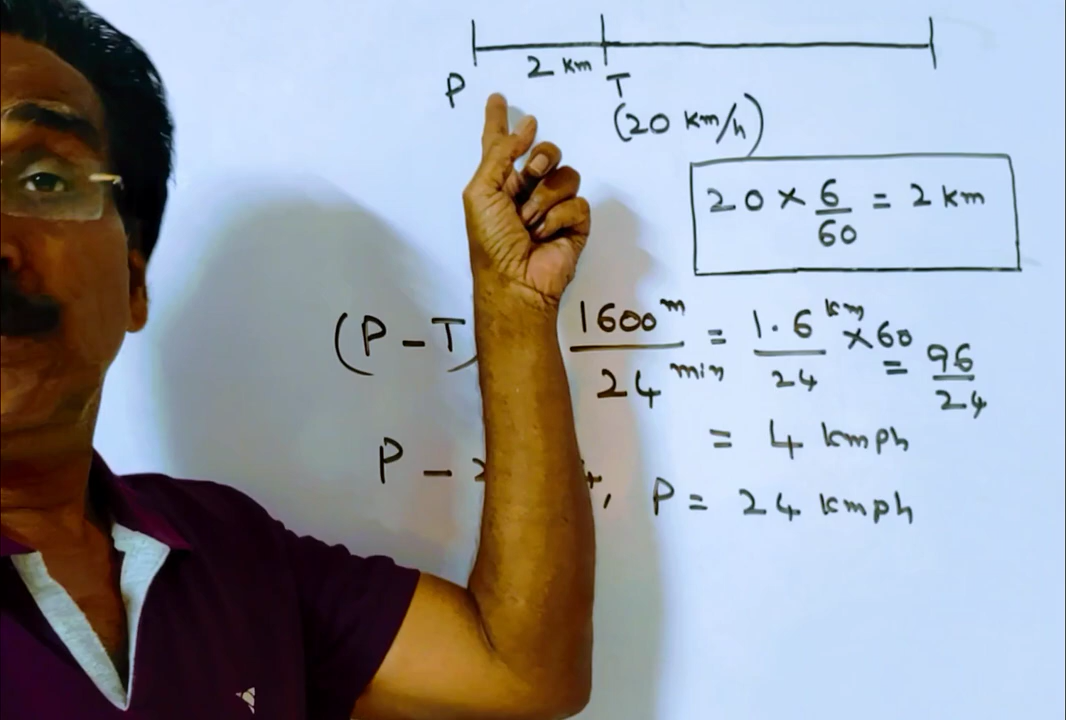 2 km
P T
(20 km/h)
20 × 6/60 = 2 km
(P - T) 1600 m / 24 min = 1.6 km / 24 × 60 = 96/24
= 4 kmph
P - , P = 24 kmph